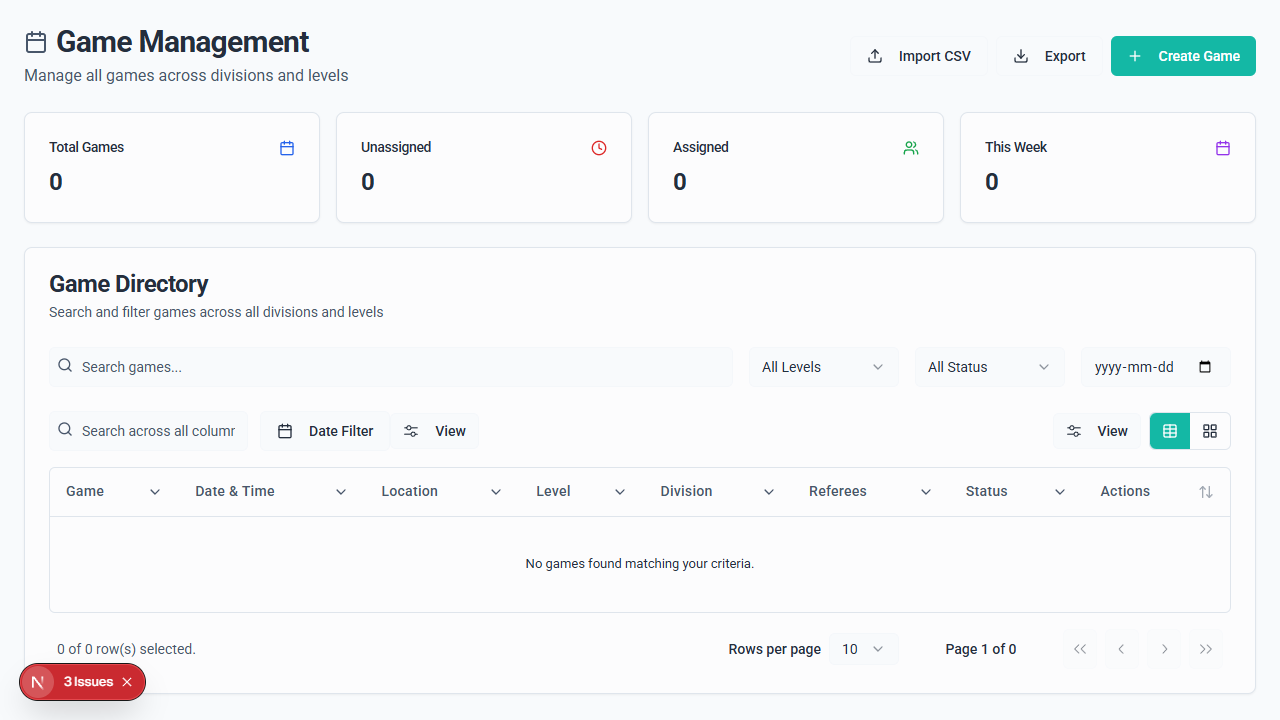 Game Management
Manage all games across divisions and levels
Import CSV
Export
Create Game
Total Games
0
Unassigned
0
Assigned
0
This Week
0
Game Directory
Search and filter games across all divisions and levels
Search games...
All Levels
All Status
yyyy-mm-dd
Search across all columr
Date Filter
View
View
Game
Date & Time
Location
Level
Division
Referees
Status
Actions
No games found matching your criteria.
0 of 0 row(s) selected.
Rows per page
10
Page 1 of 0
N
3 Issues